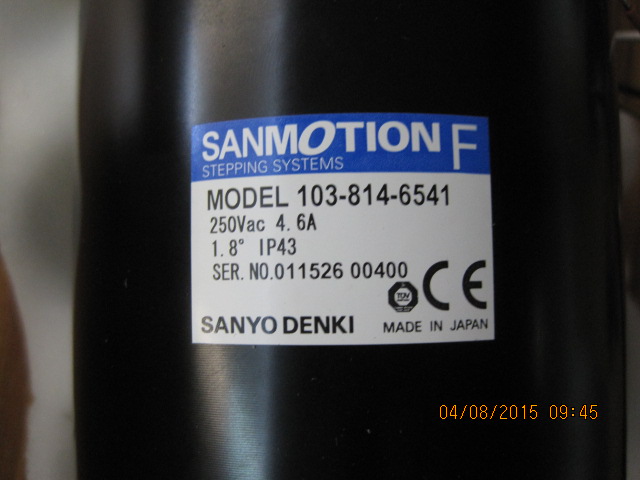 SANMOTION F
STEPPING SYSTEMS
MODEL 103-814-6541
250Vac 4.6A
1.8° IP43
SER. NO.011526 00400
TÜV
CE
SANYO DENKI
MADE IN JAPAN
04/08/2015 09:45